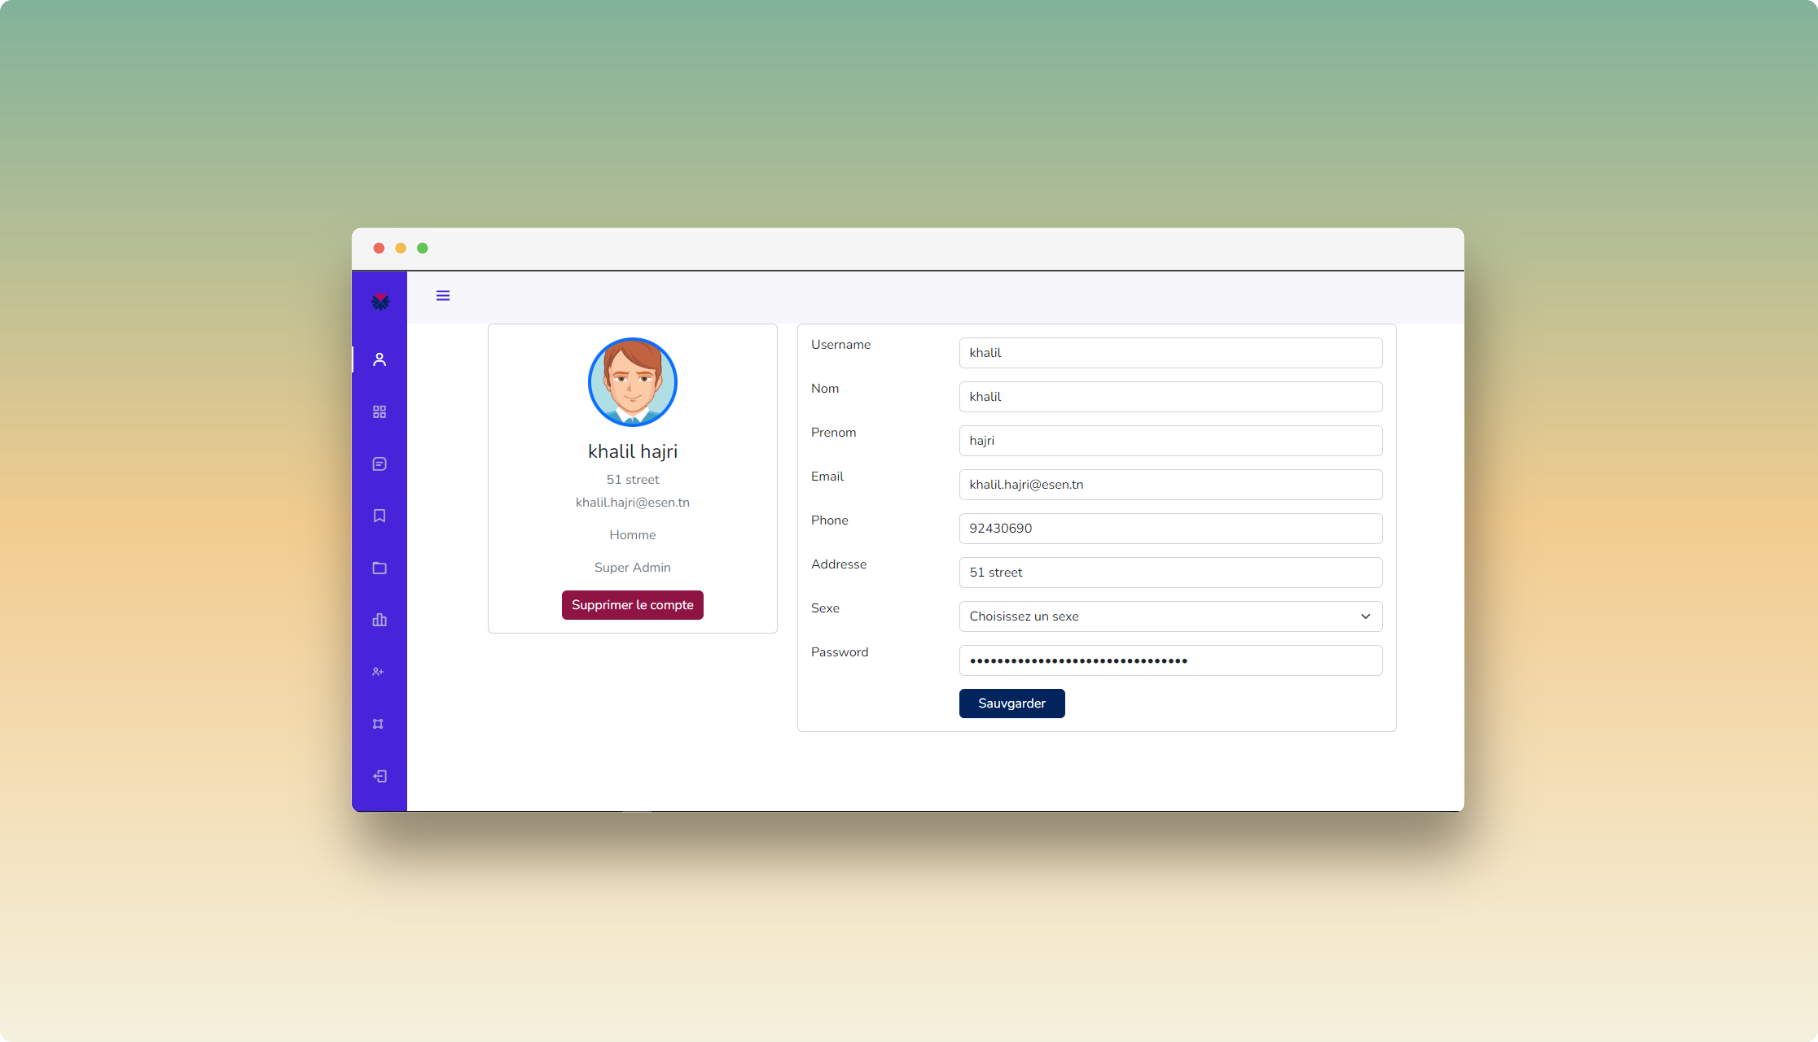 khalil hajri
51 street
khalil.hajri@esen.tn
Homme
Super Admin
Supprimer le compte
Username
khalil
Nom
khalil
Prenom
hajri
Email
khalil.hajri@esen.tn
Phone
92430690
Addresse
51 street
Sexe
Choisissez un sexe
Password
••••••••••••••••••••••••••••••••
Sauvgarder